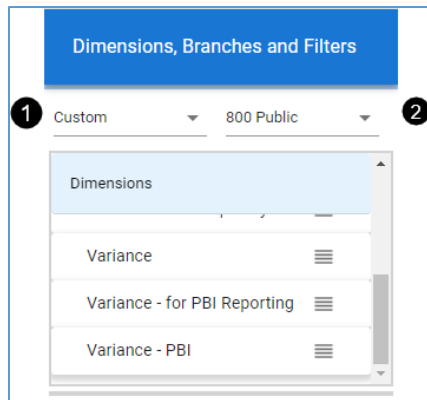 Dimensions, Branches and Filters
1 Custom 800 Public 2
Dimensions
Variance
Variance - for PBI Reporting
Variance - PBI